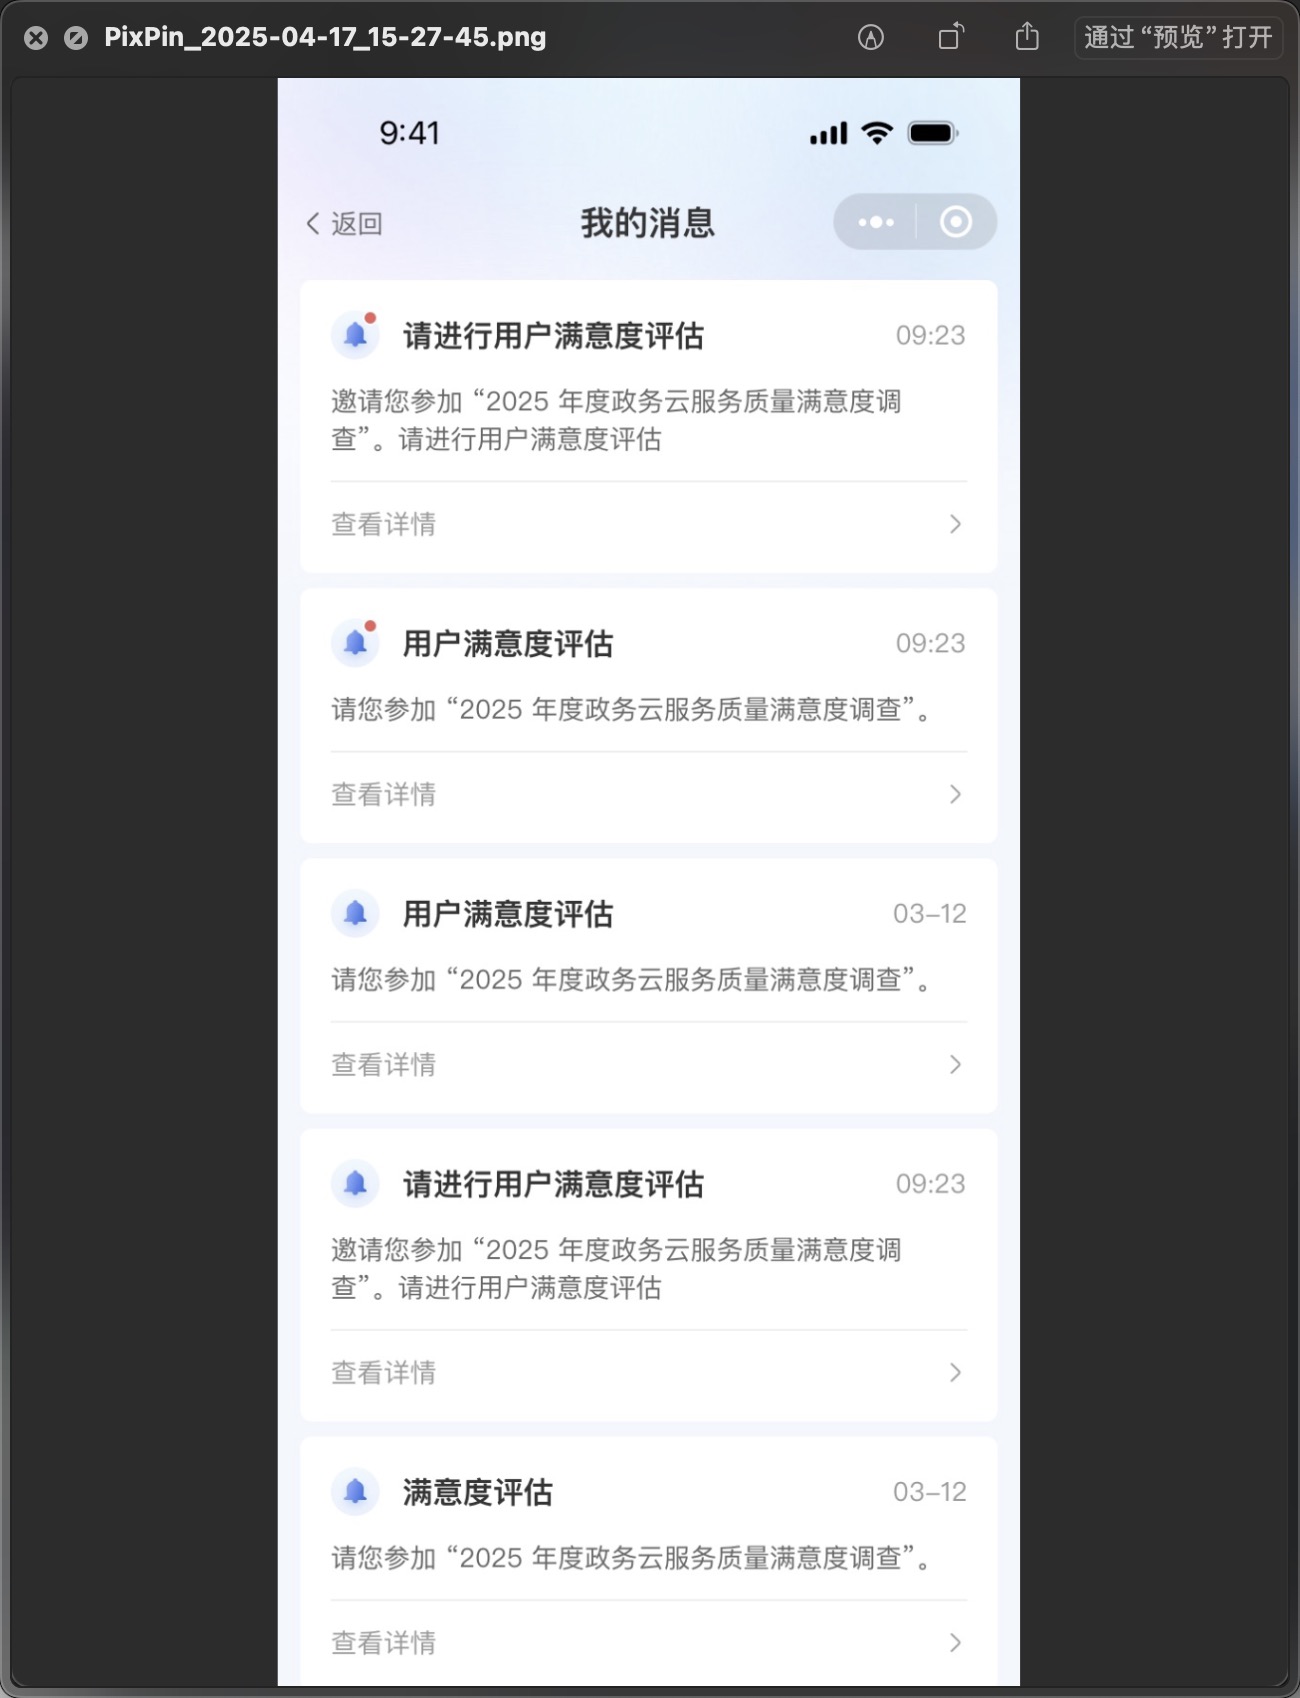 PixPin_2025-04-17_15-27-45.png
通过“预览”打开
9:41
返回
我的消息
请进行用户满意度评估
09:23
邀请您参加“2025 年度政务云服务质量满意度调
查”。请进行用户满意度评估
查看详情
用户满意度评估
09:23
请您参加“2025 年度政务云服务质量满意度调查”。
查看详情
用户满意度评估
03-12
请您参加“2025 年度政务云服务质量满意度调查”。
查看详情
请进行用户满意度评估
09:23
邀请您参加“2025 年度政务云服务质量满意度调
查”。请进行用户满意度评估
查看详情
满意度评估
03-12
请您参加“2025 年度政务云服务质量满意度调查”。
查看详情